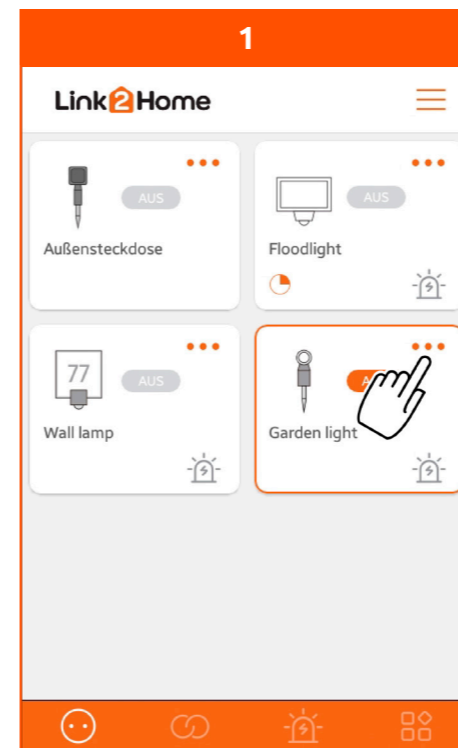 1
Link2Home
AUS
AUS
Außensteckdose
Floodlight
77
AUS
Wall lamp
Garden light